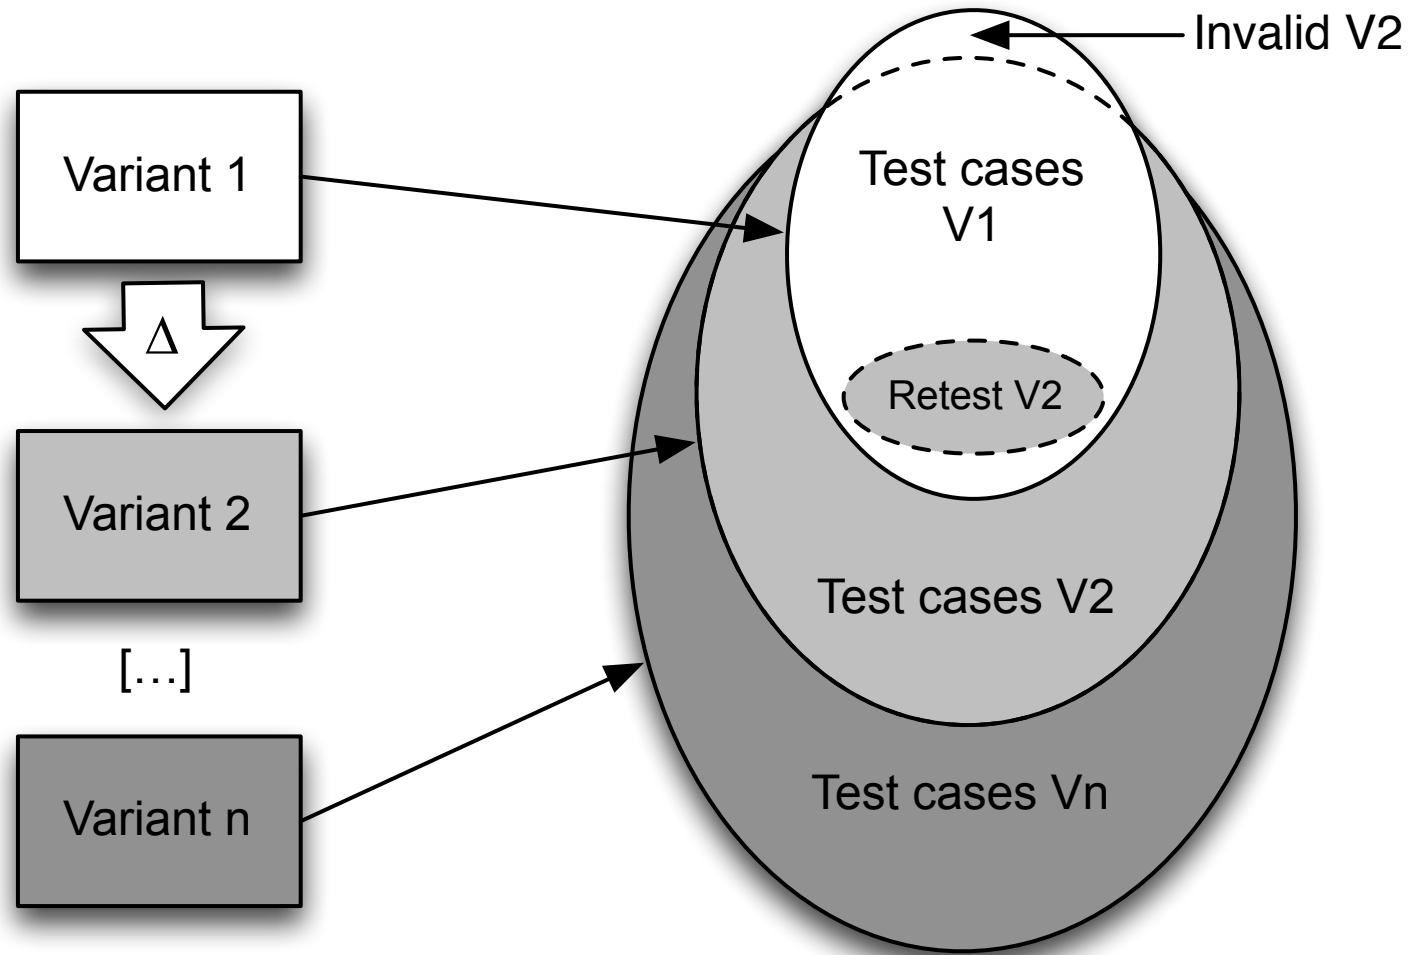 Invalid V2
Variant 1
Test cases
V1
Δ
Retest V2
Variant 2
Test cases V2
[...]
Test cases Vn
Variant n